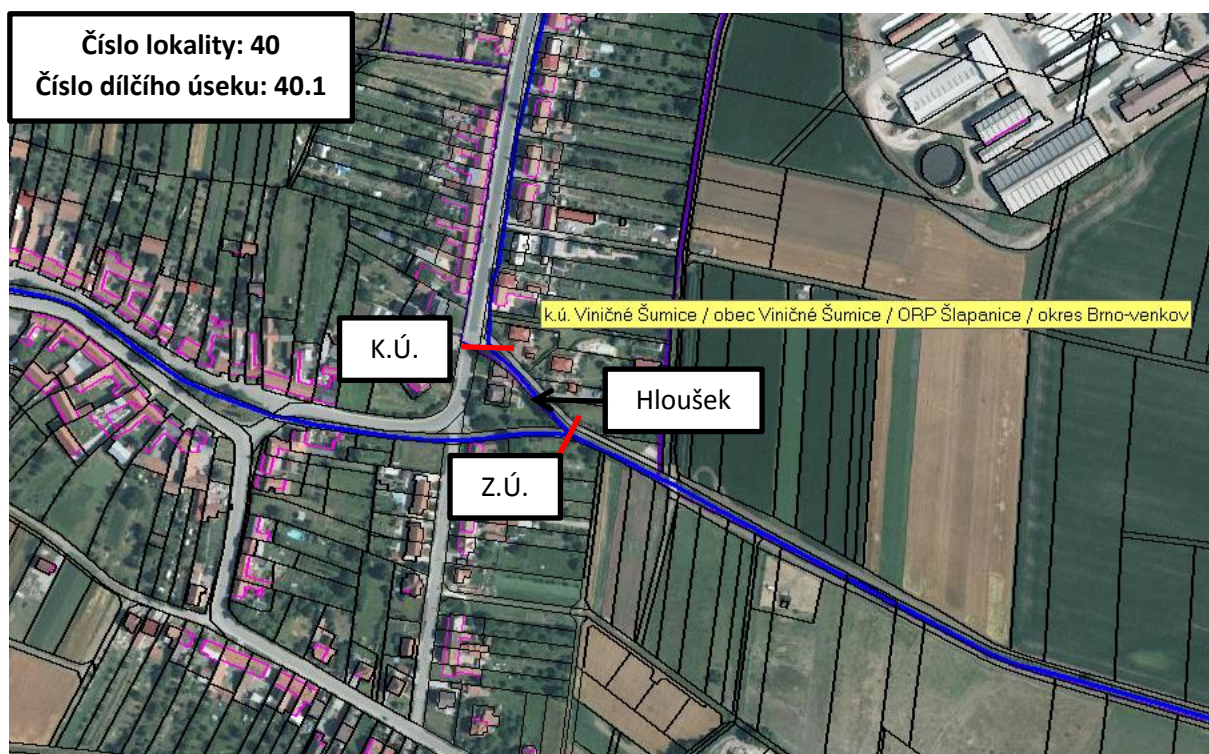 Číslo lokality: 40
Číslo dílčího úseku: 40.1
k.ú. Viničné Šumice / obec Viničné Šumice / ORP Šlapanice / okres Brno-venkov
K.Ú.
Hloušek
Z.Ú.